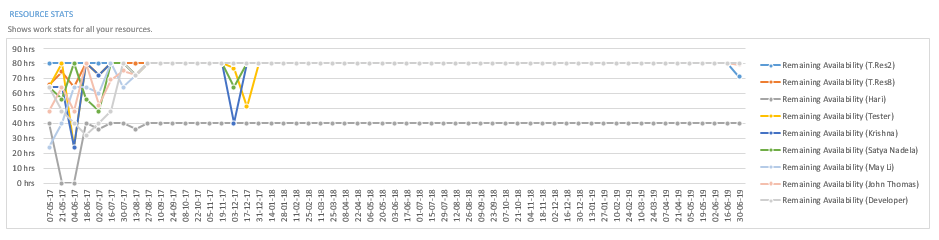 RESOURCE STATS
Shows work stats for all your resources.
90 hrs
80 hrs
70 hrs
60 hrs
50 hrs
40 hrs
30 hrs
20 hrs
10 hrs
0 hrs
07-05-17
21-05-17
04-06-17
18-06-17
02-07-17
16-07-17
30-07-17
13-08-17
27-08-17
10-09-17
24-09-17
08-10-17
22-10-17
05-11-17
19-11-17
03-12-17
17-12-17
31-12-17
14-01-18
28-01-18
11-02-18
25-02-18
11-03-18
25-03-18
08-04-18
22-04-18
06-05-18
20-05-18
03-06-18
17-06-18
01-07-18
15-07-18
29-07-18
12-08-18
26-08-18
09-09-18
23-09-18
07-10-18
21-10-18
04-11-18
18-11-18
02-12-18
16-12-18
30-12-18
13-01-19
27-01-19
10-02-19
24-02-19
10-03-19
24-03-19
07-04-19
21-04-19
05-05-19
19-05-19
02-06-19
16-06-19
30-06-19
Remaining Availability (T.Res2)
Remaining Availability (T.Res8)
Remaining Availability (Hari)
Remaining Availability (Tester)
Remaining Availability (Krishna)
Remaining Availability (Satya Nadela)
Remaining Availability (May Li)
Remaining Availability (John Thomas)
Remaining Availability (Developer)